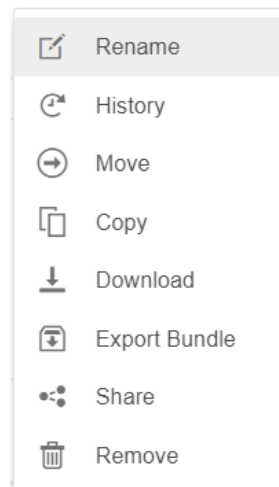 Rename
History
Move
Copy
Download
Export Bundle
Share
Remove